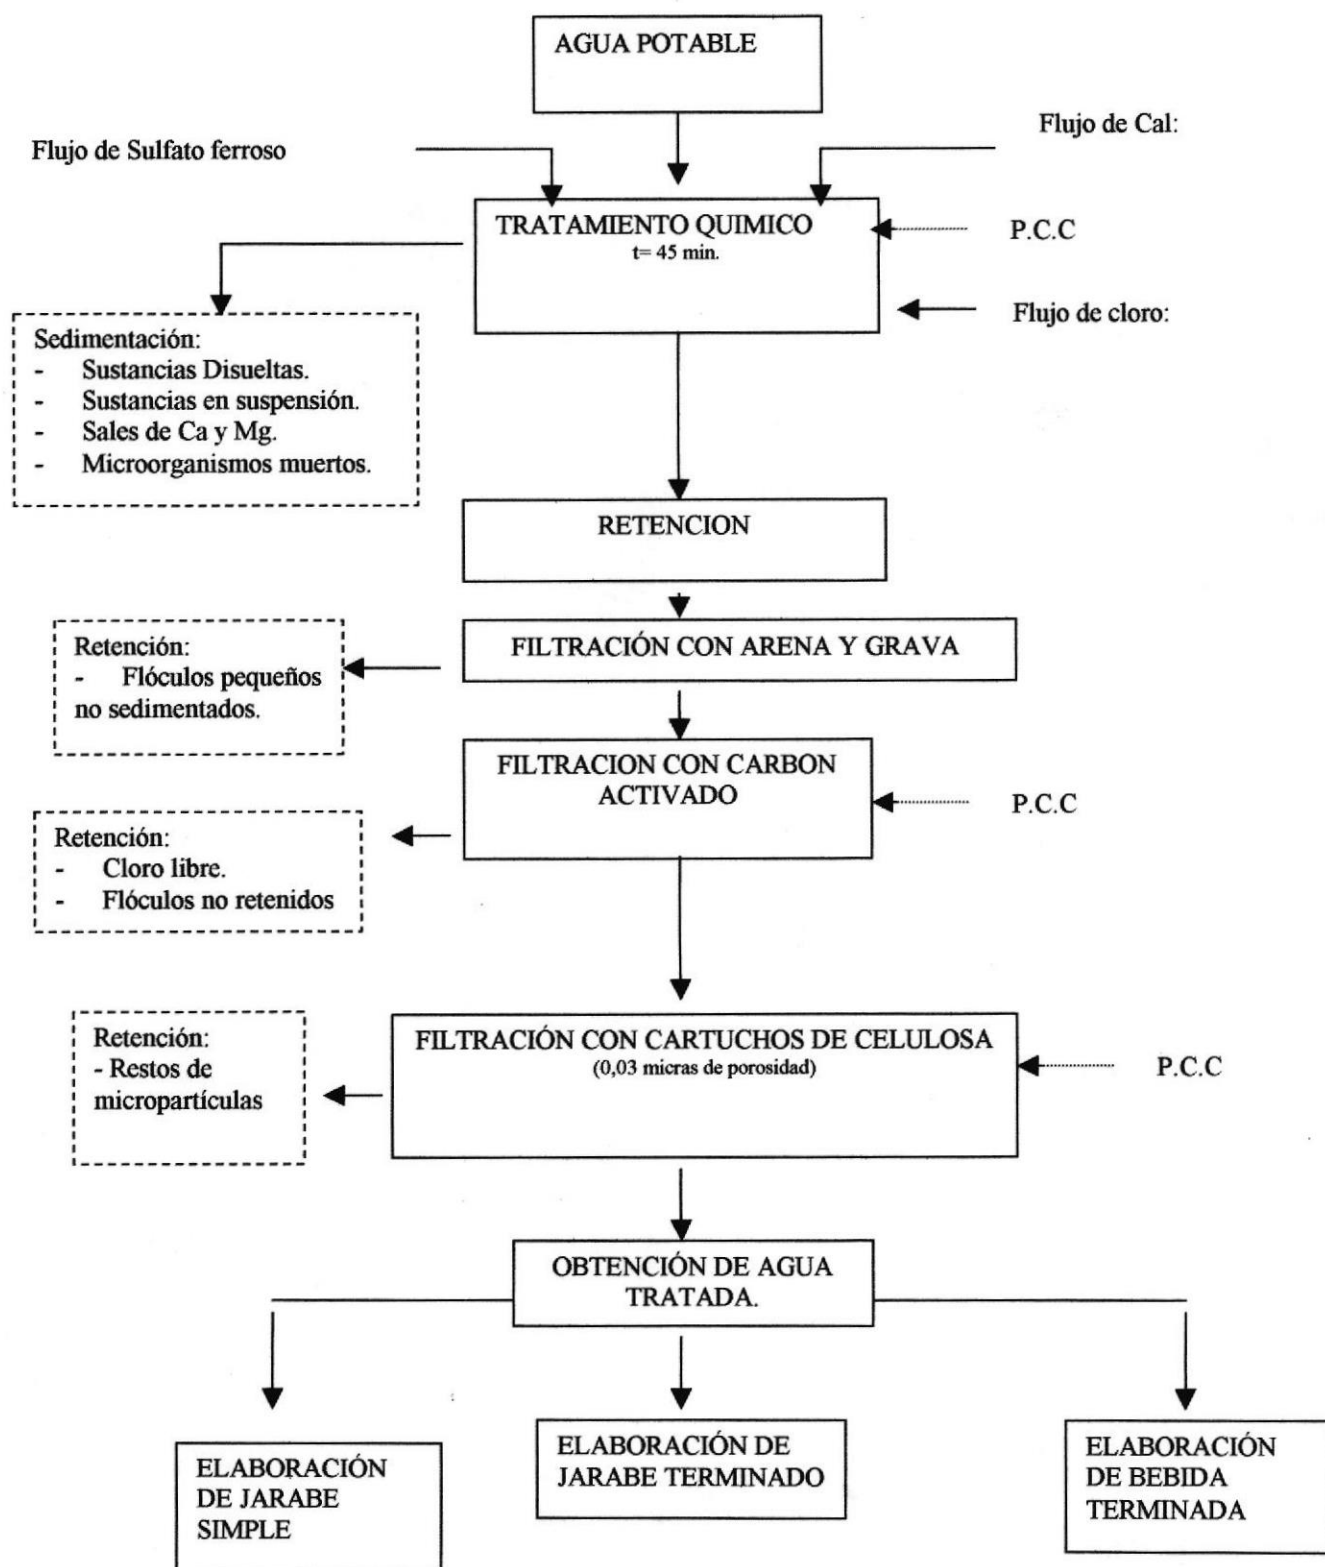 AGUA POTABLE
Flujo de Cal:
Flujo de Sulfato ferroso
TRATAMIENTO QUIMICO
t= 45 min.
P.C.C
Flujo de cloro:
Sedimentación:
- Sustancias Disueltas.
- Sustancias en suspensión.
- Sales de Ca y Mg.
- Microorganismos muertos.
RETENCION
FILTRACIÓN CON ARENA Y GRAVA
Retención:
- Flóculos pequeños
no sedimentados.
FILTRACION CON CARBON
ACTIVADO
P.C.C
Retención:
- Cloro libre.
- Flóculos no retenidos
FILTRACIÓN CON CARTUCHOS DE CELULOSA
(0,03 micras de porosidad)
P.C.C
Retención:
- Restos de
micropartículas
OBTENCIÓN DE AGUA
TRATADA.
ELABORACIÓN
DE JARABE
SIMPLE
ELABORACIÓN DE
JARABE TERMINADO
ELABORACIÓN
DE BEBIDA
TERMINADA